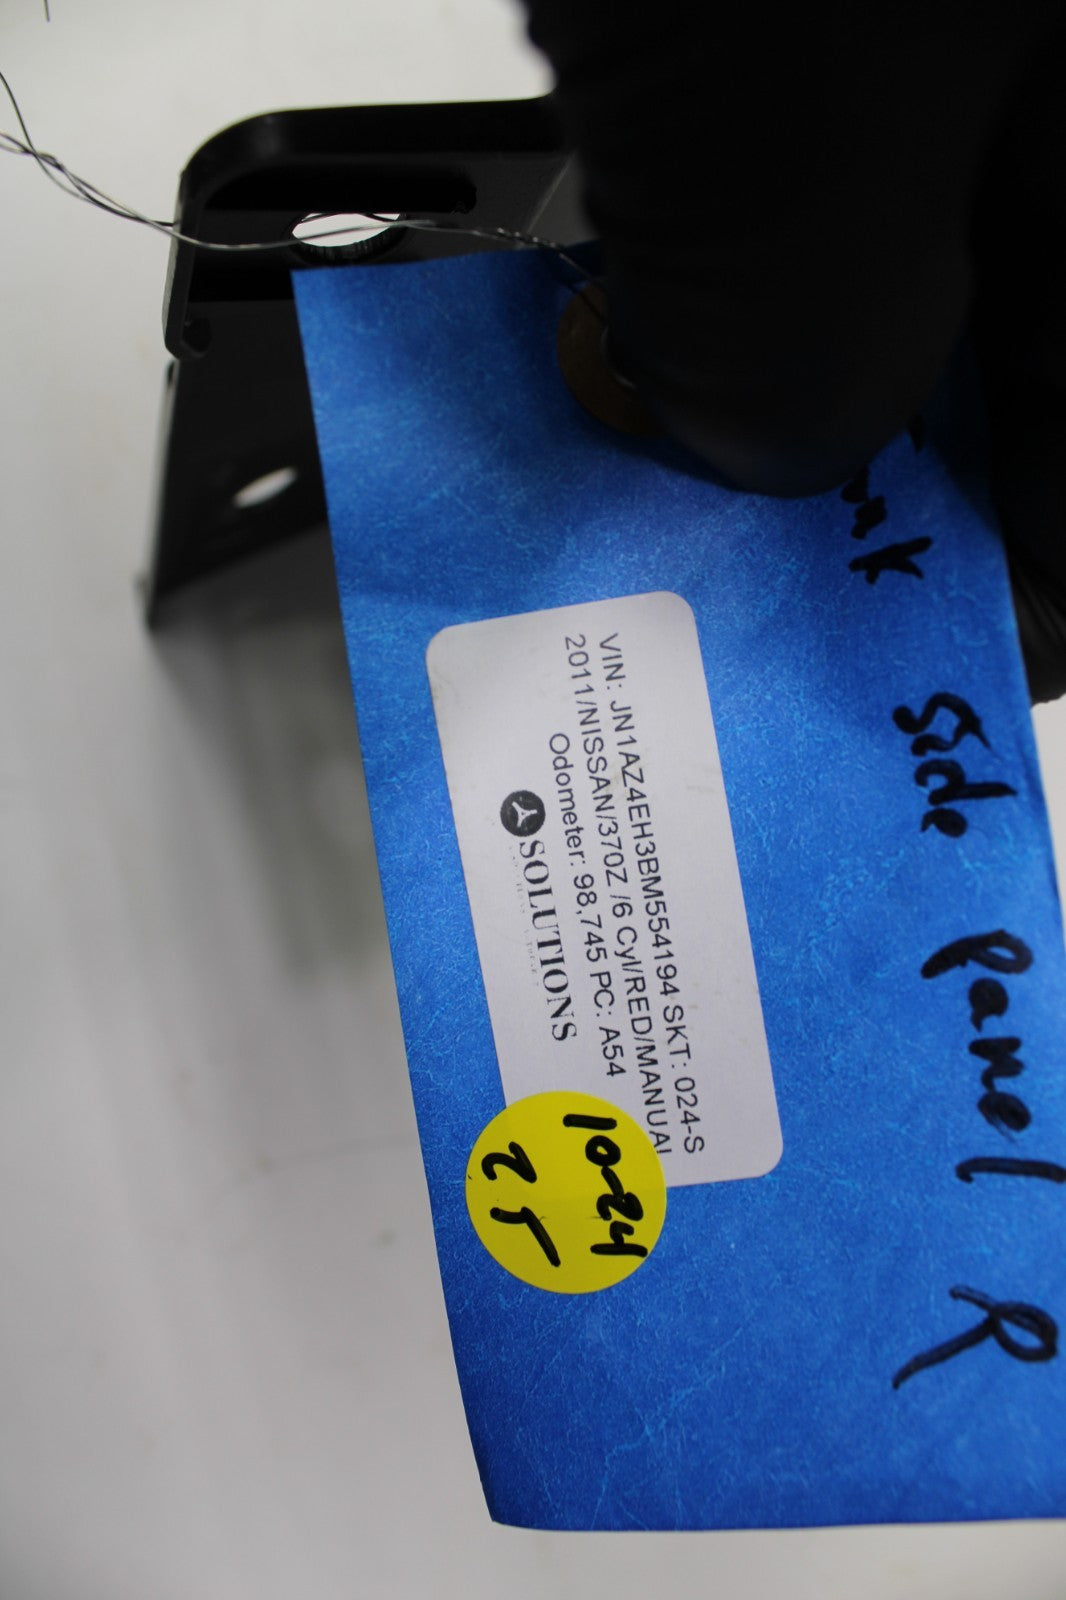 Side Panel R
VIN: JN1AZ4EH3BM554194 SKT: 024-S
2011/NISSAN/370Z /6 Cyl/RED/MANUAL
Odometer: 98,745 PC: A54
SOLUTIONS
10-24
25